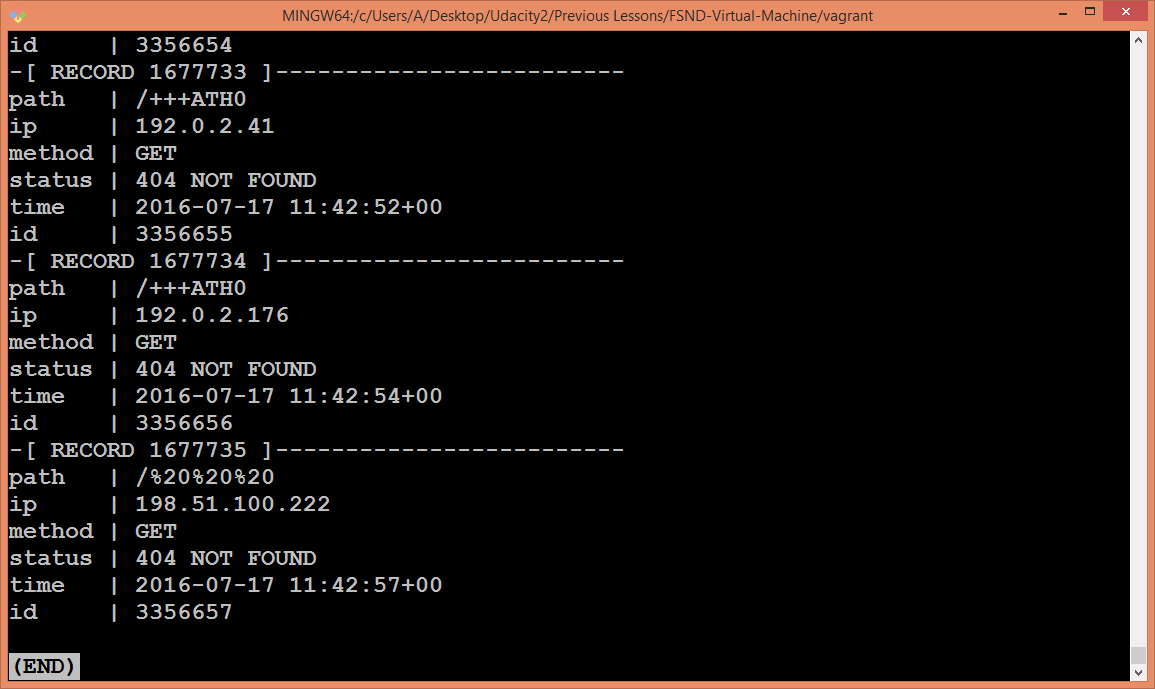 MINGW64:/c/Users/A/Desktop/Udacity2/Previous Lessons/FSND-Virtual-Machine/vagrant
id     | 3356654
-[ RECORD 1677733 ]-------------------------
path   | /+++ATH0
ip     | 192.0.2.41
method | GET
status | 404 NOT FOUND
time   | 2016-07-17 11:42:52+00
id     | 3356655
-[ RECORD 1677734 ]-------------------------
path   | /+++ATH0
ip     | 192.0.2.176
method | GET
status | 404 NOT FOUND
time   | 2016-07-17 11:42:54+00
id     | 3356656
-[ RECORD 1677735 ]-------------------------
path   | /%20%20%20
ip     | 198.51.100.222
method | GET
status | 404 NOT FOUND
time   | 2016-07-17 11:42:57+00
id     | 3356657
(END)